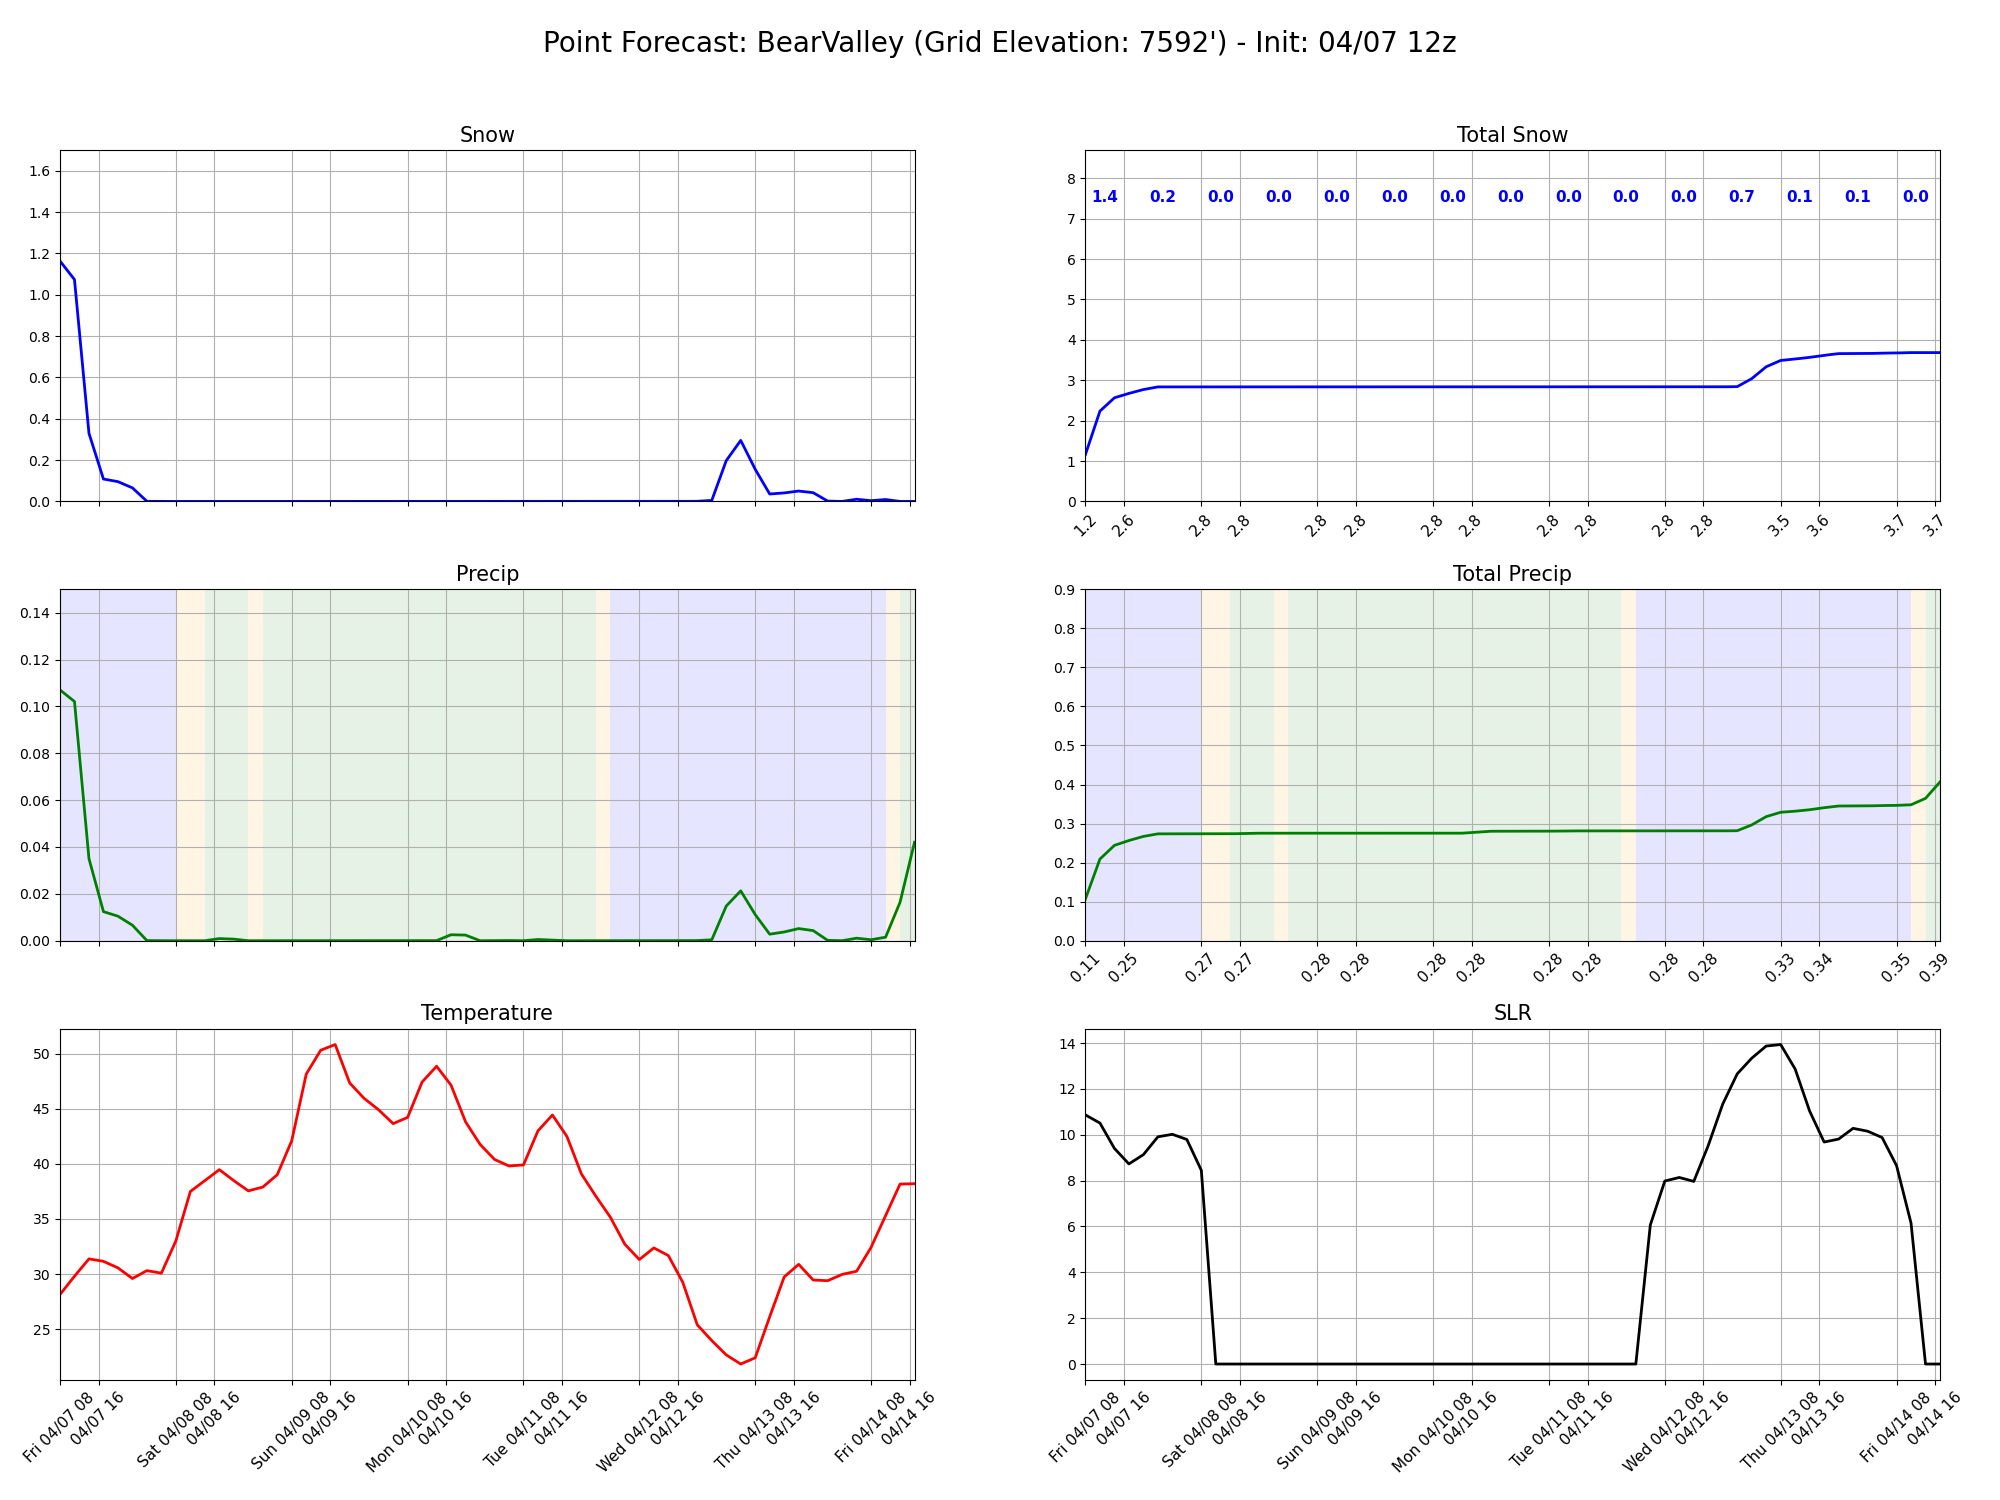 Point Forecast: BearValley (Grid Elevation: 7592') - Init: 04/07 12z
Snow
1.6
1.4
1.2
1.0
0.8
0.6
0.4
0.2
0.0
Total Snow
8
7
6
5
4
3
2
1
0
1.4 0.2 0.0 0.0 0.0 0.0 0.0 0.0 0.0 0.0 0.0 0.7 0.1 0.1 0.0
1.2 2.6 2.8 2.8 2.8 2.8 2.8 2.8 2.8 2.8 2.8 2.8 3.5 3.6 3.7 3.7
Precip
0.14
0.12
0.10
0.08
0.06
0.04
0.02
0.00
Total Precip
0.9
0.8
0.7
0.6
0.5
0.4
0.3
0.2
0.1
0.0
0.11 0.25 0.27 0.27 0.28 0.28 0.28 0.28 0.28 0.28 0.28 0.28 0.33 0.34 0.35 0.39
Temperature
50
45
40
35
30
25
Fri 04/07 08
04/07 16
Sat 04/08 08
04/08 16
Sun 04/09 08
04/09 16
Mon 04/10 08
04/10 16
Tue 04/11 08
04/11 16
Wed 04/12 08
04/12 16
Thu 04/13 08
04/13 16
Fri 04/14 08
04/14 16
SLR
14
12
10
8
6
4
2
0
Fri 04/07 08
04/07 16
Sat 04/08 08
04/08 16
Sun 04/09 08
04/09 16
Mon 04/10 08
04/10 16
Tue 04/11 08
04/11 16
Wed 04/12 08
04/12 16
Thu 04/13 08
04/13 16
Fri 04/14 08
04/14 16